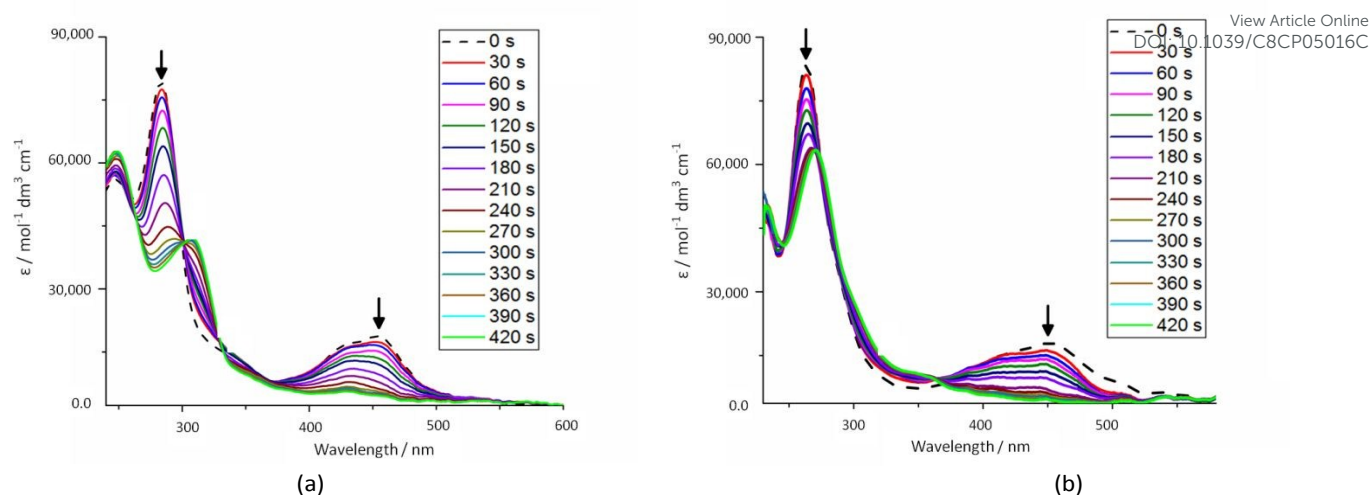 View Article Online
DOI: 10.1039/C8CP05016C
90,000
60,000
30,000
0.0
ε / mol⁻¹ dm³ cm⁻¹
300
400
500
600
Wavelength / nm
0 s
30 s
60 s
90 s
120 s
150 s
180 s
210 s
240 s
270 s
300 s
330 s
360 s
390 s
420 s
(a)
90,000
60,000
30,000
0.0
ε / mol⁻¹ dm³ cm⁻¹
300
400
500
Wavelength / nm
0 s
30 s
60 s
90 s
120 s
150 s
180 s
210 s
240 s
270 s
300 s
330 s
360 s
390 s
420 s
(b)